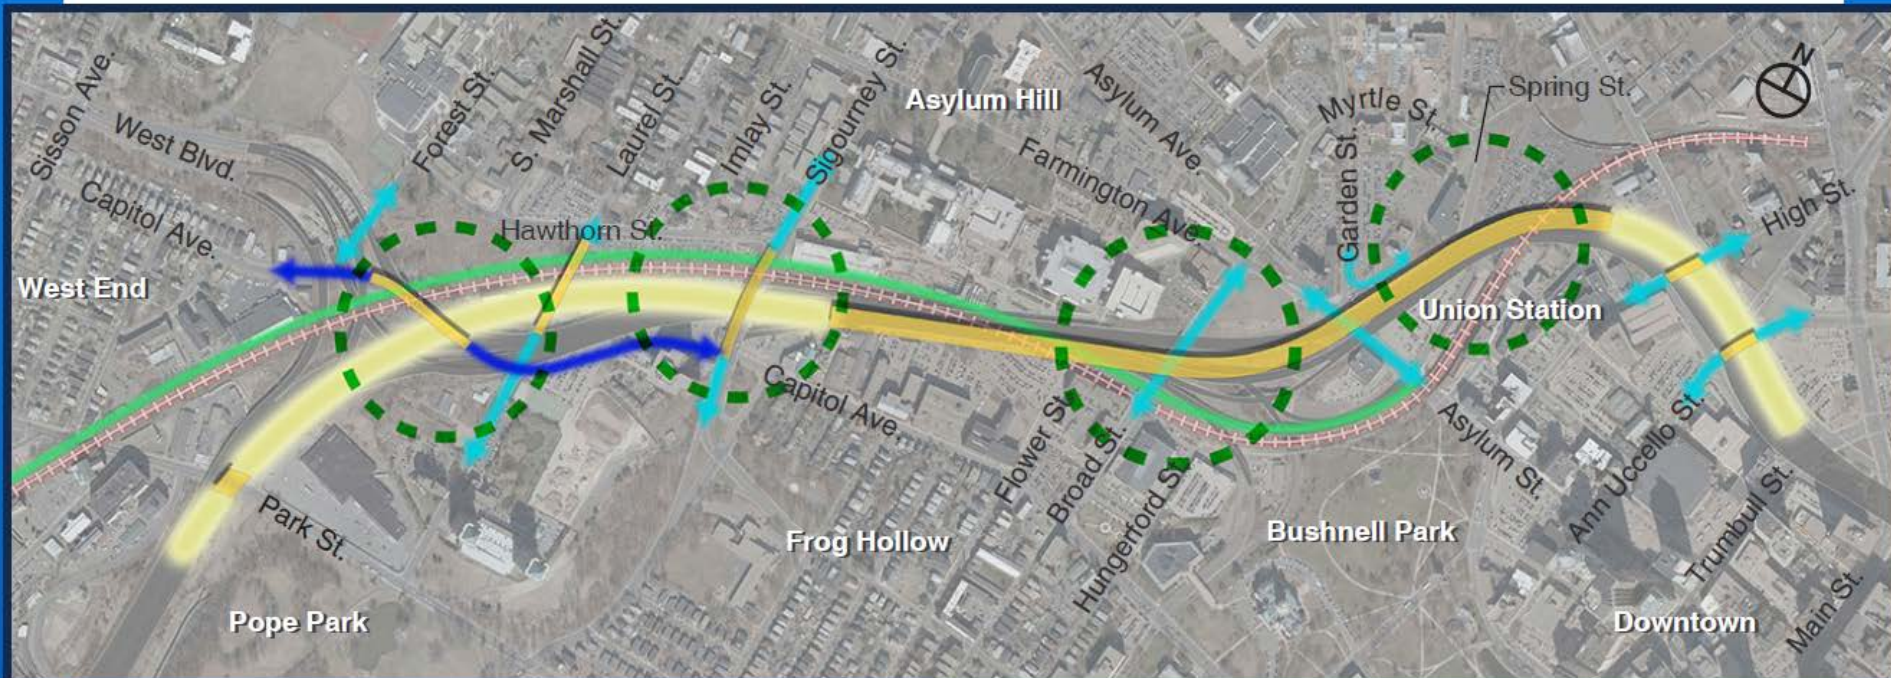 Sisson Ave.
West Blvd.
Capitol Ave.
West End
Forest St.
S. Marshall St.
Laurel St.
Imlay St.
Sigourney St.
Hawthorn St.
Asylum Hill
Asylum Ave.
Farmington Ave.
Garden St.
Myrtle St.
Spring St.
N
High St.
Union Station
Capitol Ave.
Park St.
Pope Park
Frog Hollow
Flower St.
Broad St.
Hungerford St.
Bushnell Park
Asylum St.
Ann Uccello St.
Trumbull St.
Main St.
Downtown